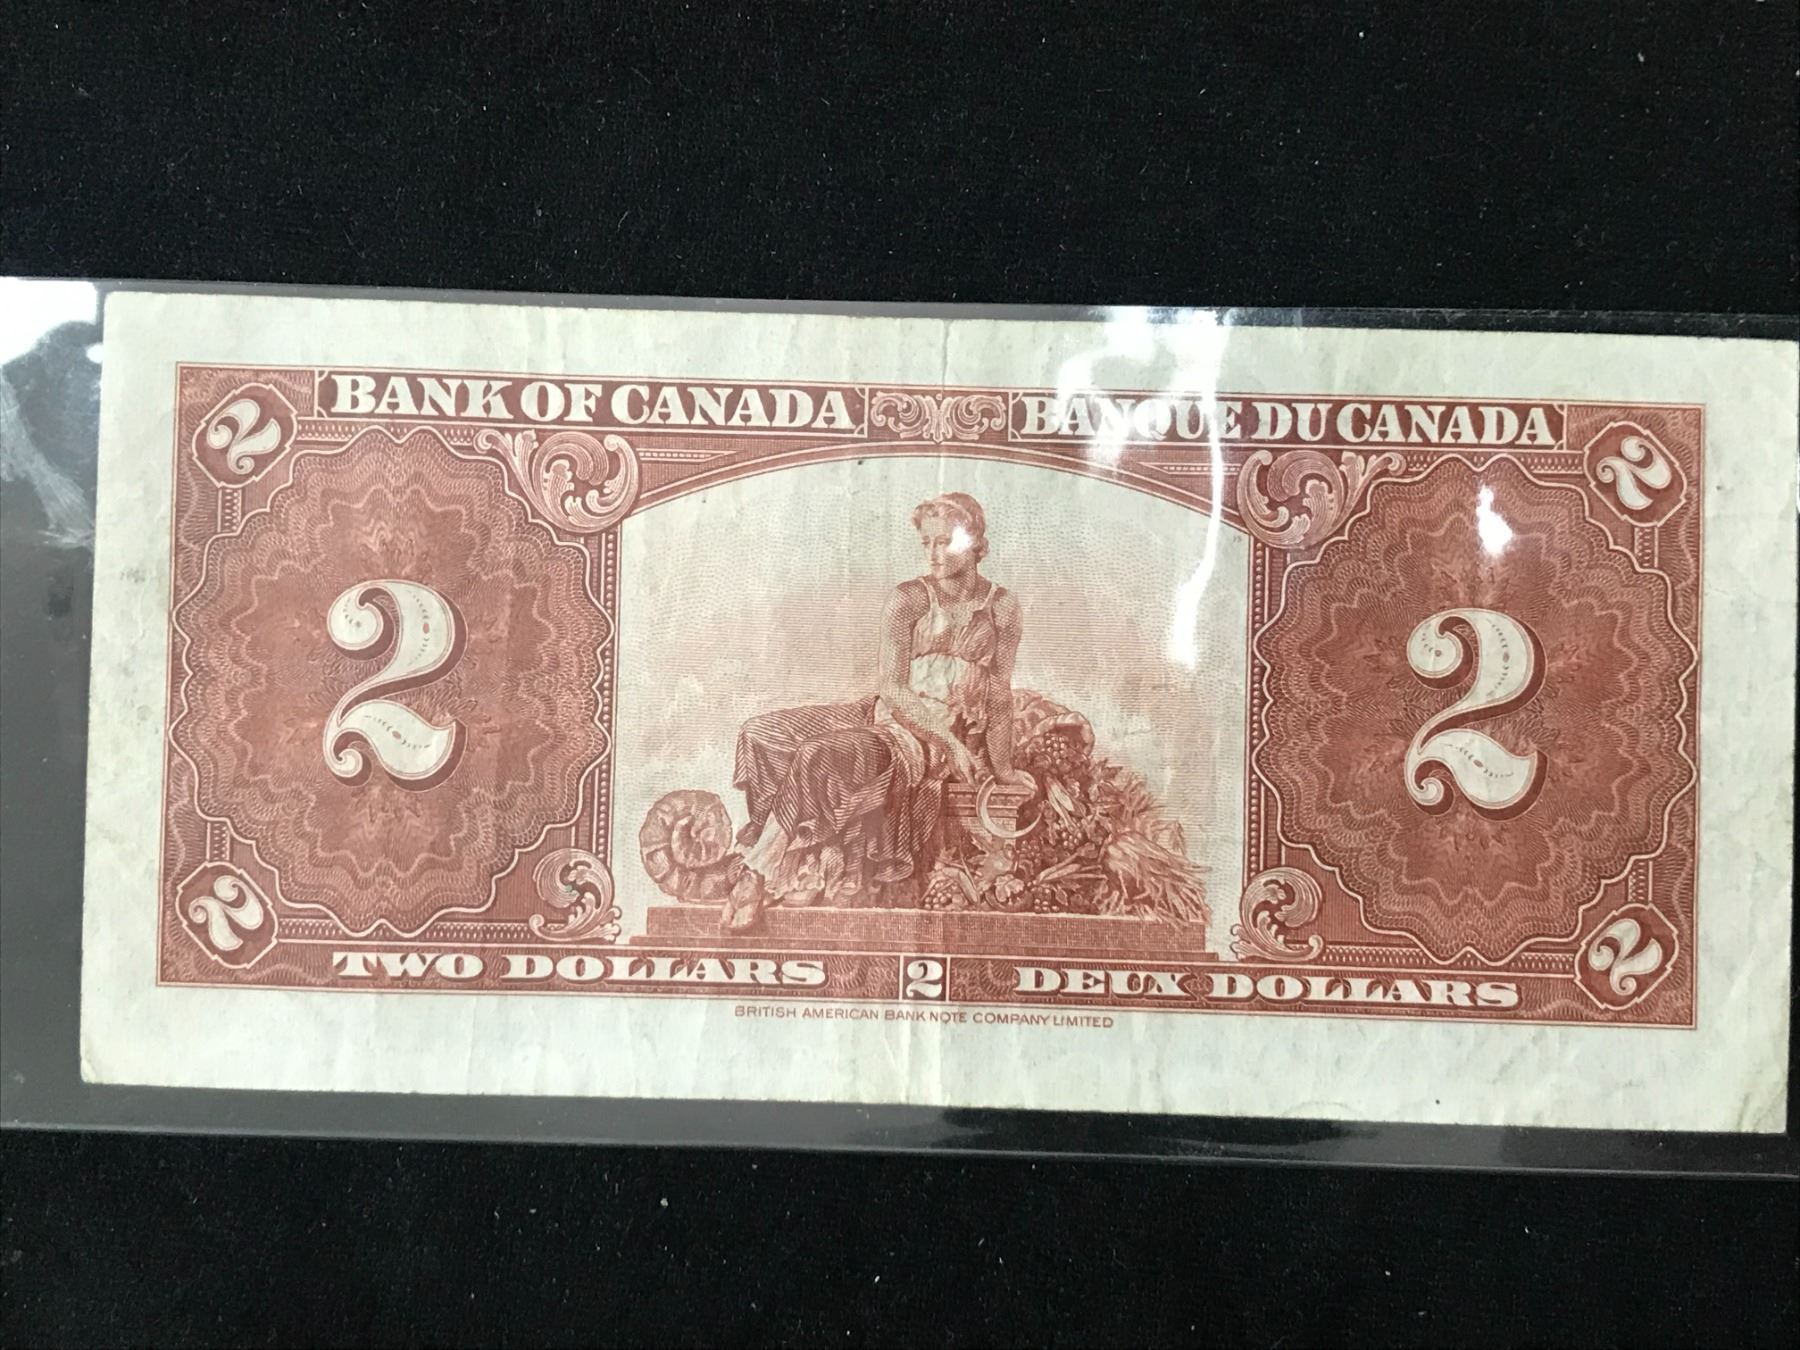 2 BANK OF CANADA BANQUE DU CANADA 2
2 2
2 TWO DOLLARS 2 DEUX DOLLARS 2
BRITISH AMERICAN BANK NOTE COMPANY LIMITED